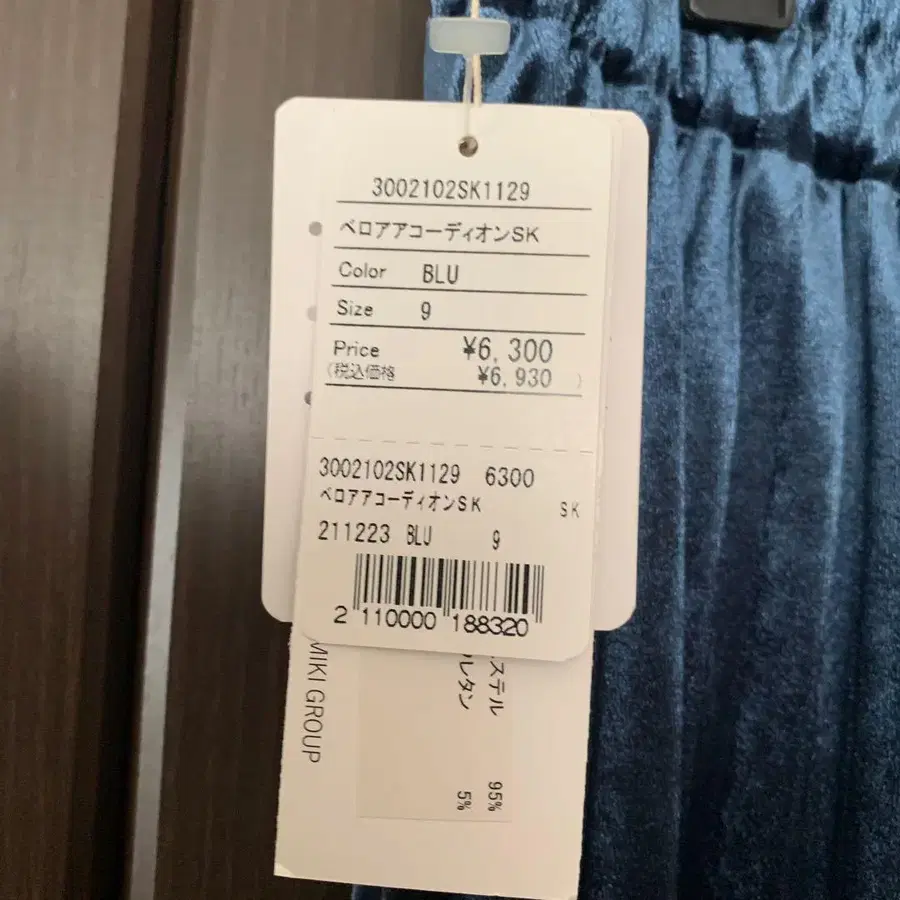 3002102SK1129
ベロアアコーディオンSK
Color BLU
Size 9
Price ¥6,300
(税込価格 ¥6,930 )
3002102SK1129 6300
ベロアアコーディオンSK SK
211223 BLU 9
2 110000 188320
ステル 95%
レタン 5%
MIKI GROUP